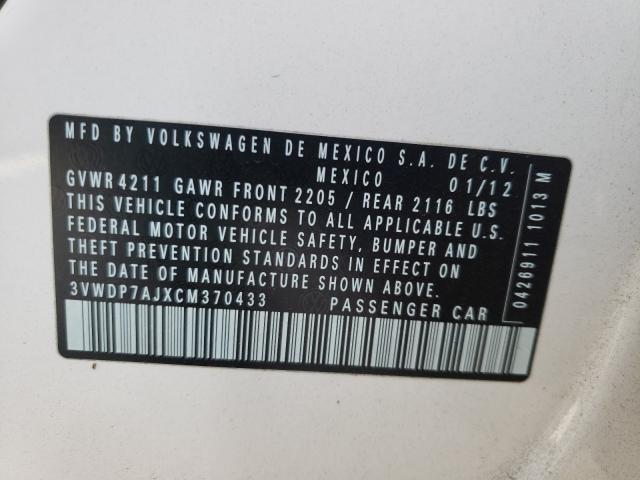 MFD BY VOLKSWAGEN DE MEXICO S.A. DE C.V.
MEXICO 01/12
GVWR 4211 GAWR FRONT 2205 / REAR 2116 LBS
THIS VEHICLE CONFORMS TO ALL APPLICABLE U.S.
FEDERAL MOTOR VEHICLE SAFETY, BUMPER AND
THEFT PREVENTION STANDARDS IN EFFECT ON
THE DATE OF MANUFACTURE SHOWN ABOVE.
3VWDP7AJXCM370433 PASSENGER CAR
0426911 1013 M